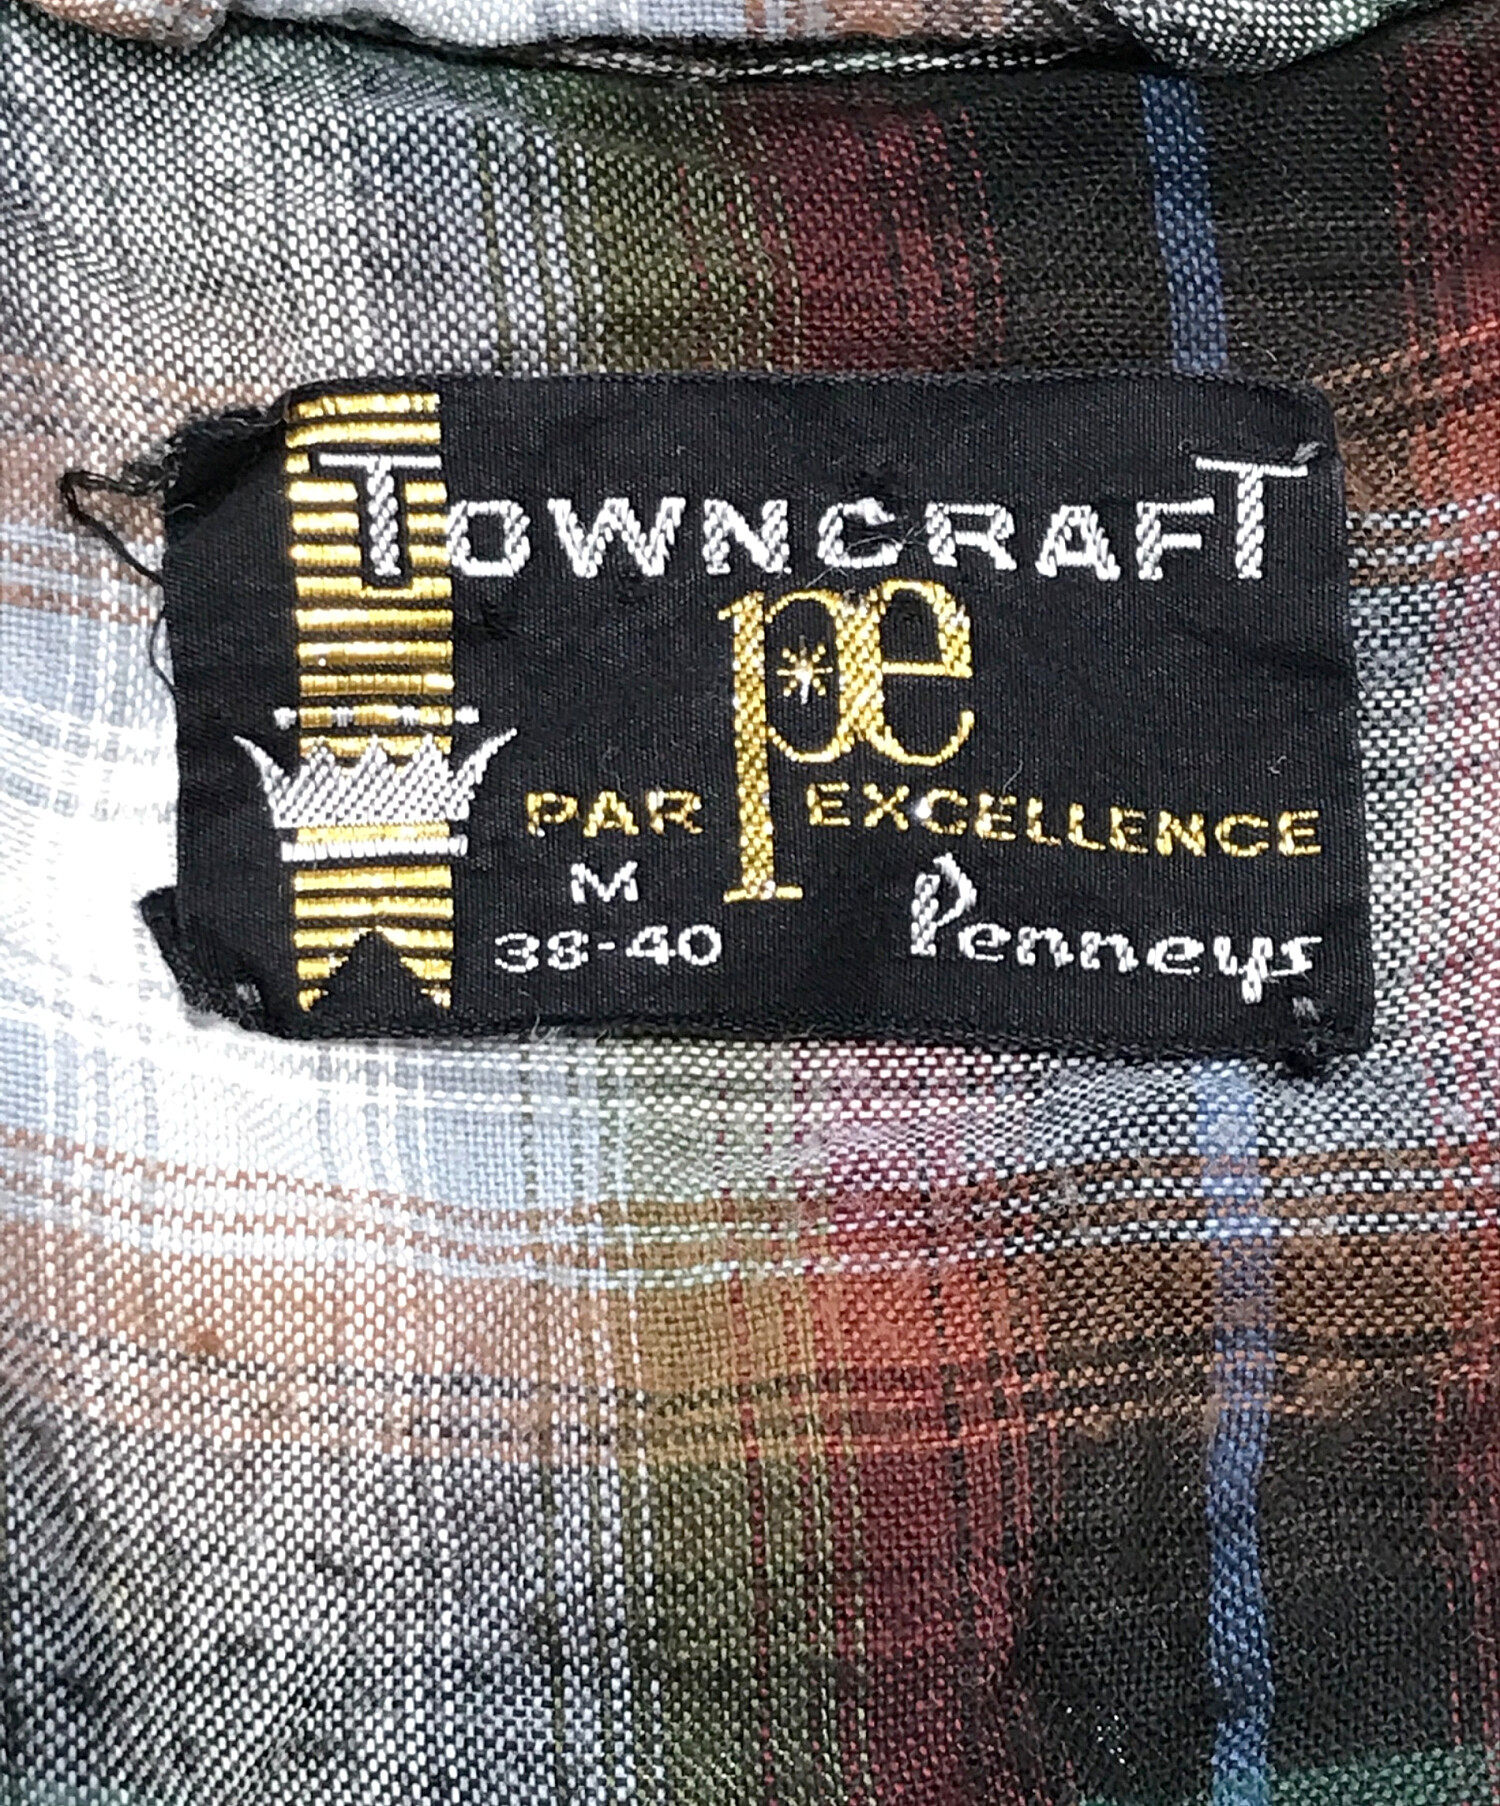 TOWNCRAFT
pe
PAR EXCELLENCE
M
38-40
Penneys